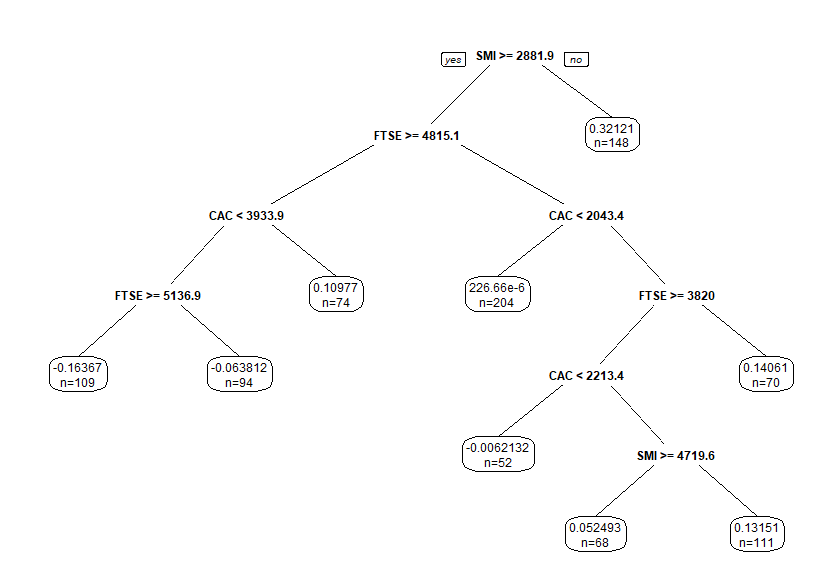 yes SMI >= 2881.9 no
FTSE >= 4815.1
0.32121
n=148
CAC < 3933.9
CAC < 2043.4
FTSE >= 5136.9
0.10977
n=74
226.66e-6
n=204
FTSE >= 3820
-0.16367
n=109
-0.063812
n=94
CAC < 2213.4
0.14061
n=70
-0.0062132
n=52
SMI >= 4719.6
0.052493
n=68
0.13151
n=111